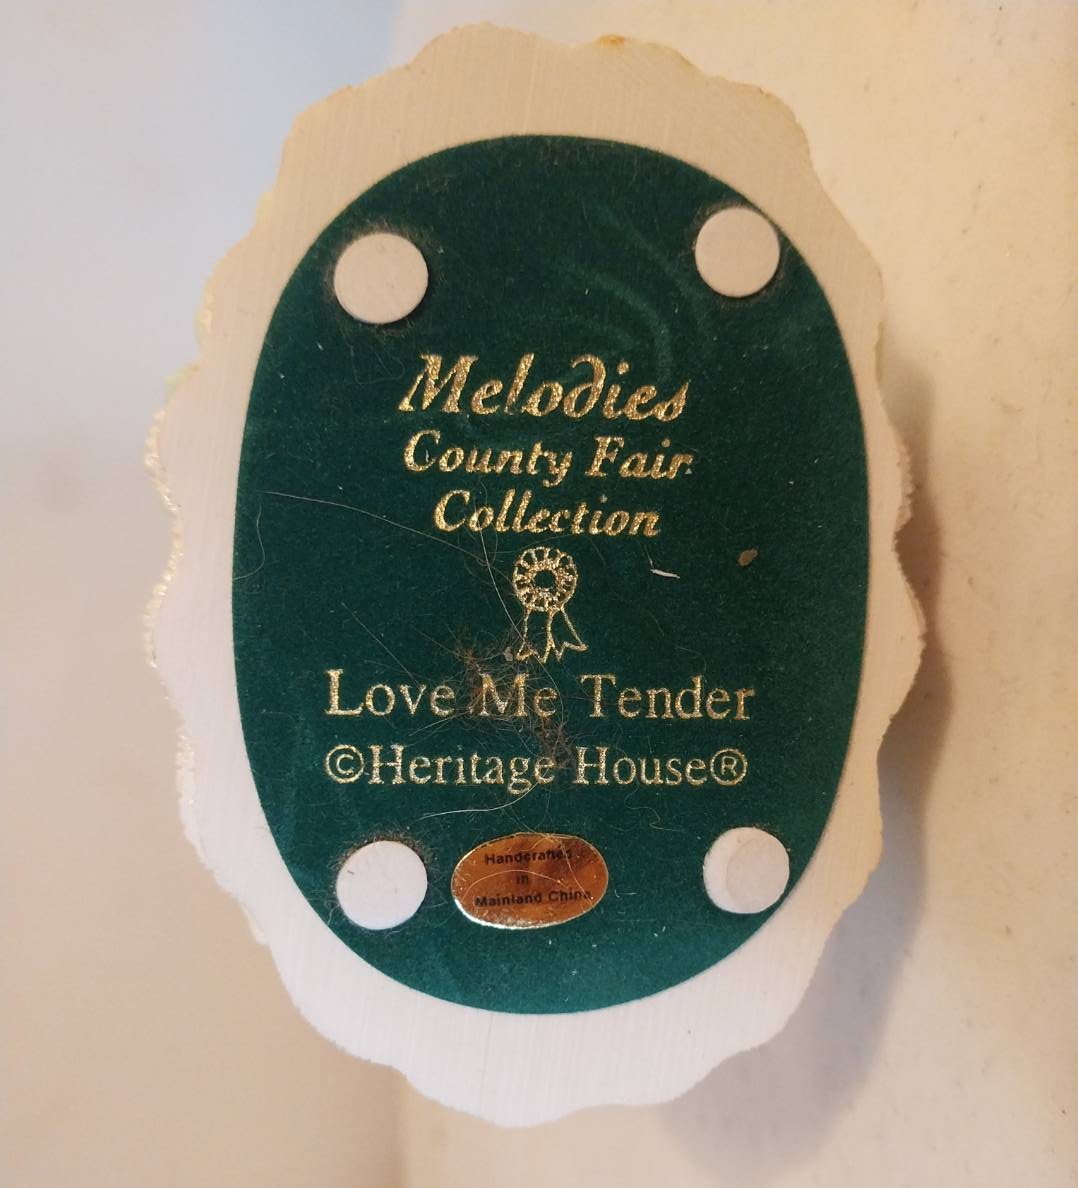 Melodies
County Fair
Collection
Love Me Tender
©Heritage House®
Handcrafted
in
Mainland China